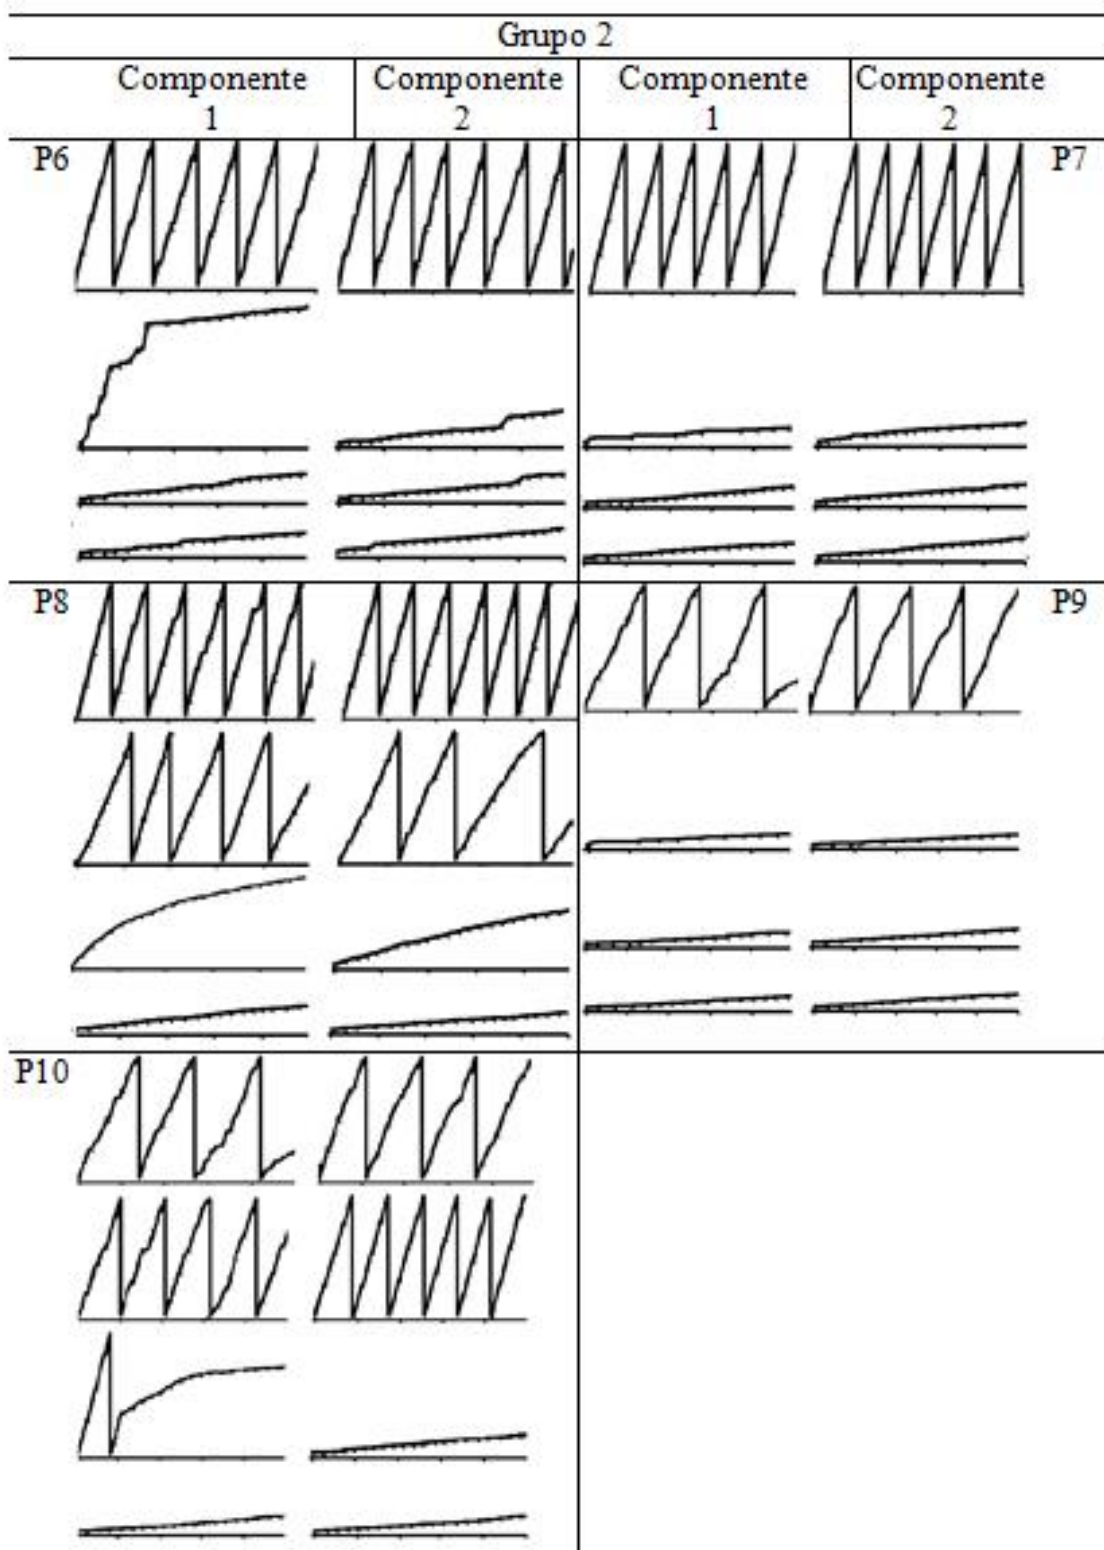 Grupo 2
Componente 1 Componente 2 Componente 1 Componente 2
P6 P7
P8 P9
P10